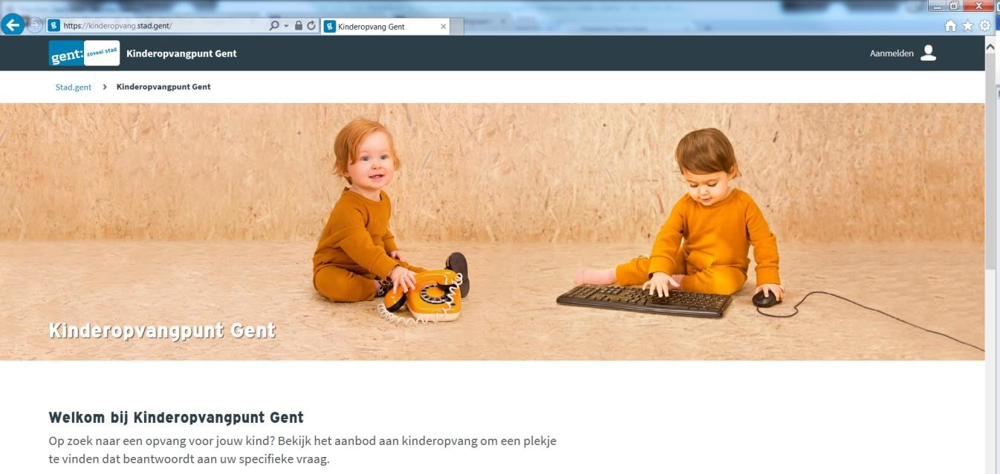 https://kinderopvang.stad.gent/
Kinderopvang Gent
gent: zoveel stad
Kinderopvangpunt Gent
Aanmelden
Stad.gent > Kinderopvangpunt Gent
Kinderopvangpunt Gent
Welkom bij Kinderopvangpunt Gent
Op zoek naar een opvang voor jouw kind? Bekijk het aanbod aan kinderopvang om een plekje
te vinden dat beantwoordt aan uw specifieke vraag.